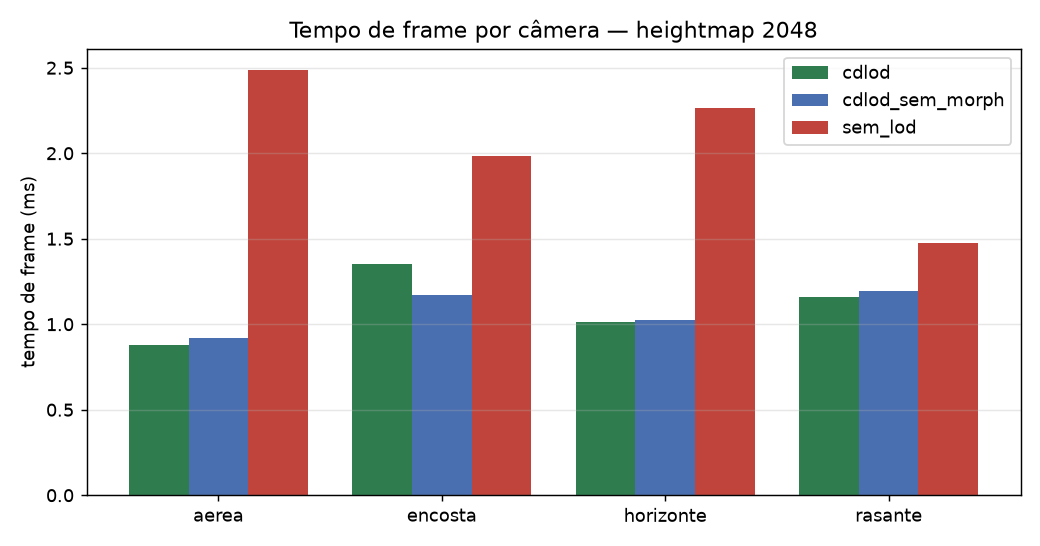 Tempo de frame por câmera — heightmap 2048
cdlod
cdlod_sem_morph
sem_lod
tempo de frame (ms)
2.5
2.0
1.5
1.0
0.5
0.0
aerea
encosta
horizonte
rasante